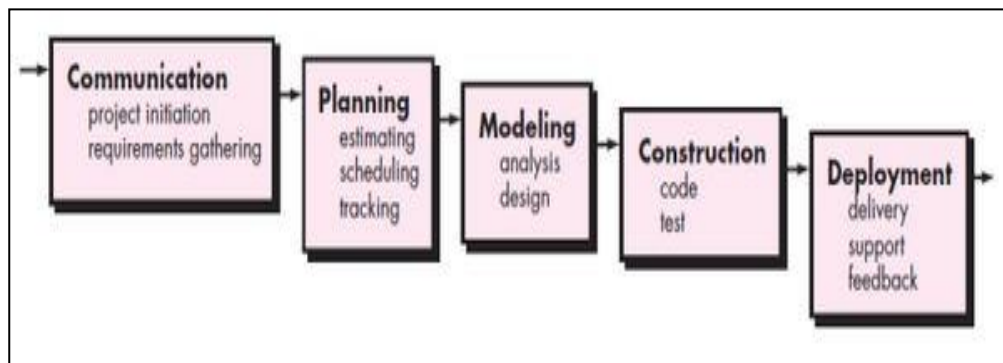 Communication
project initiation
requirements gathering
Planning
estimating
scheduling
tracking
Modeling
analysis
design
Construction
code
test
Deployment
delivery
support
feedback